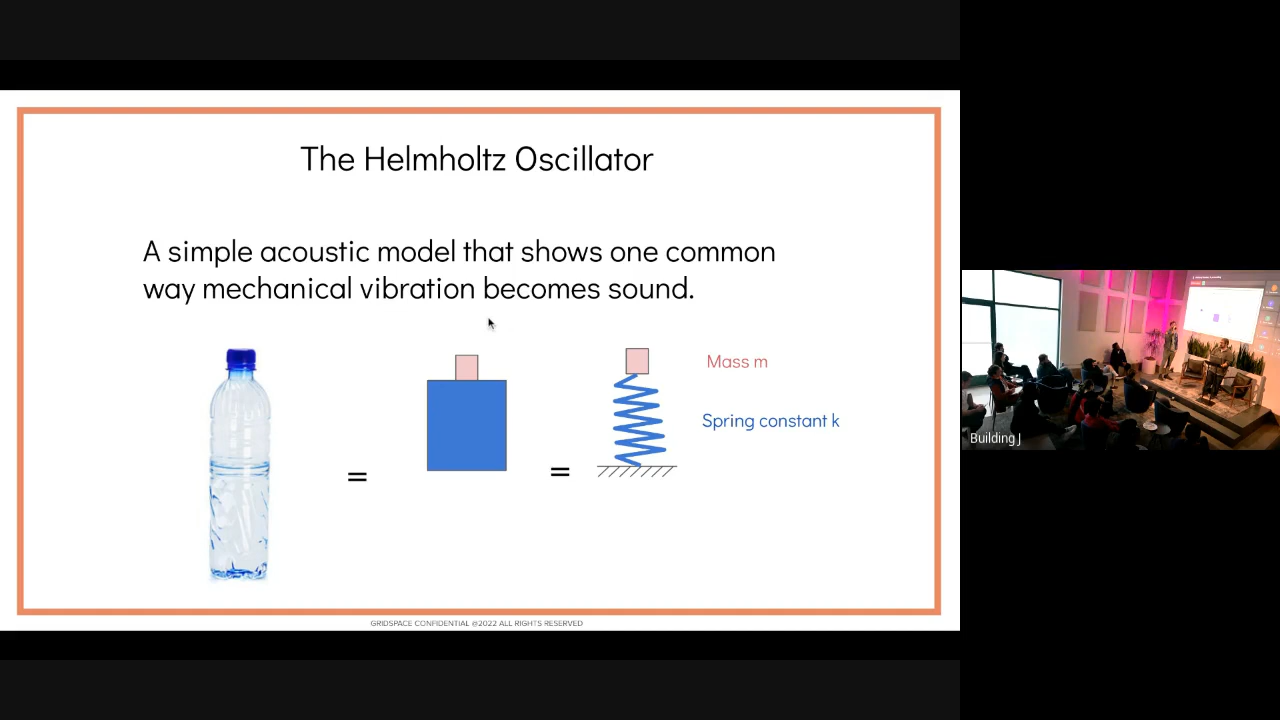 The Helmholtz Oscillator
A simple acoustic model that shows one common
way mechanical vibration becomes sound.
Mass m
Spring constant k
=
=
GRIDSPACE CONFIDENTIAL @2022 ALL RIGHTS RESERVED
Building J